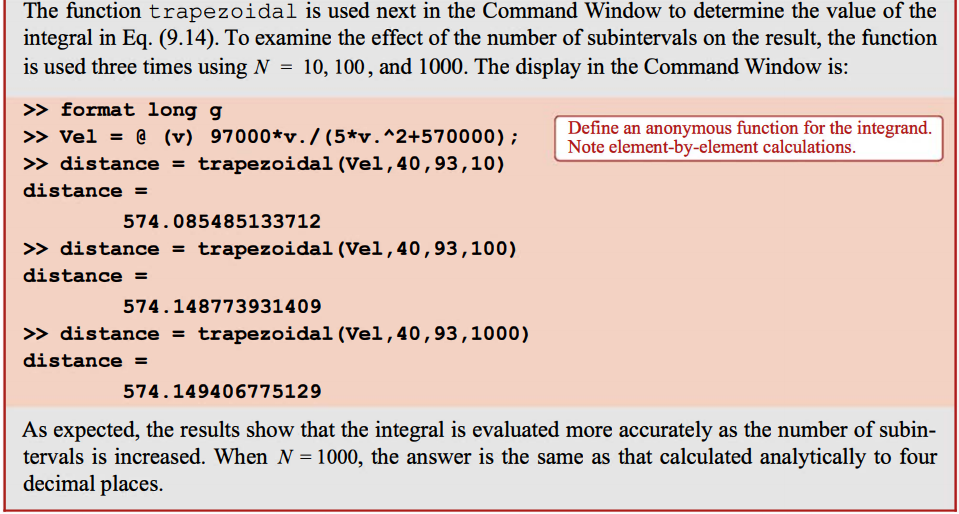 The function trapezoidal is used next in the Command Window to determine the value of the
integral in Eq. (9.14). To examine the effect of the number of subintervals on the result, the function
is used three times using N = 10, 100, and 1000. The display in the Command Window is:
>> format long g
>> Vel = @ (v) 97000*v./(5*v.^2+570000);
Define an anonymous function for the integrand.
Note element-by-element calculations.
>> distance = trapezoidal(Vel,40,93,10)
distance =
574.085485133712
>> distance = trapezoidal(Vel,40,93,100)
distance =
574.148773931409
>> distance = trapezoidal(Vel,40,93,1000)
distance =
574.149406775129
As expected, the results show that the integral is evaluated more accurately as the number of subin-
tervals is increased. When N = 1000, the answer is the same as that calculated analytically to four
decimal places.